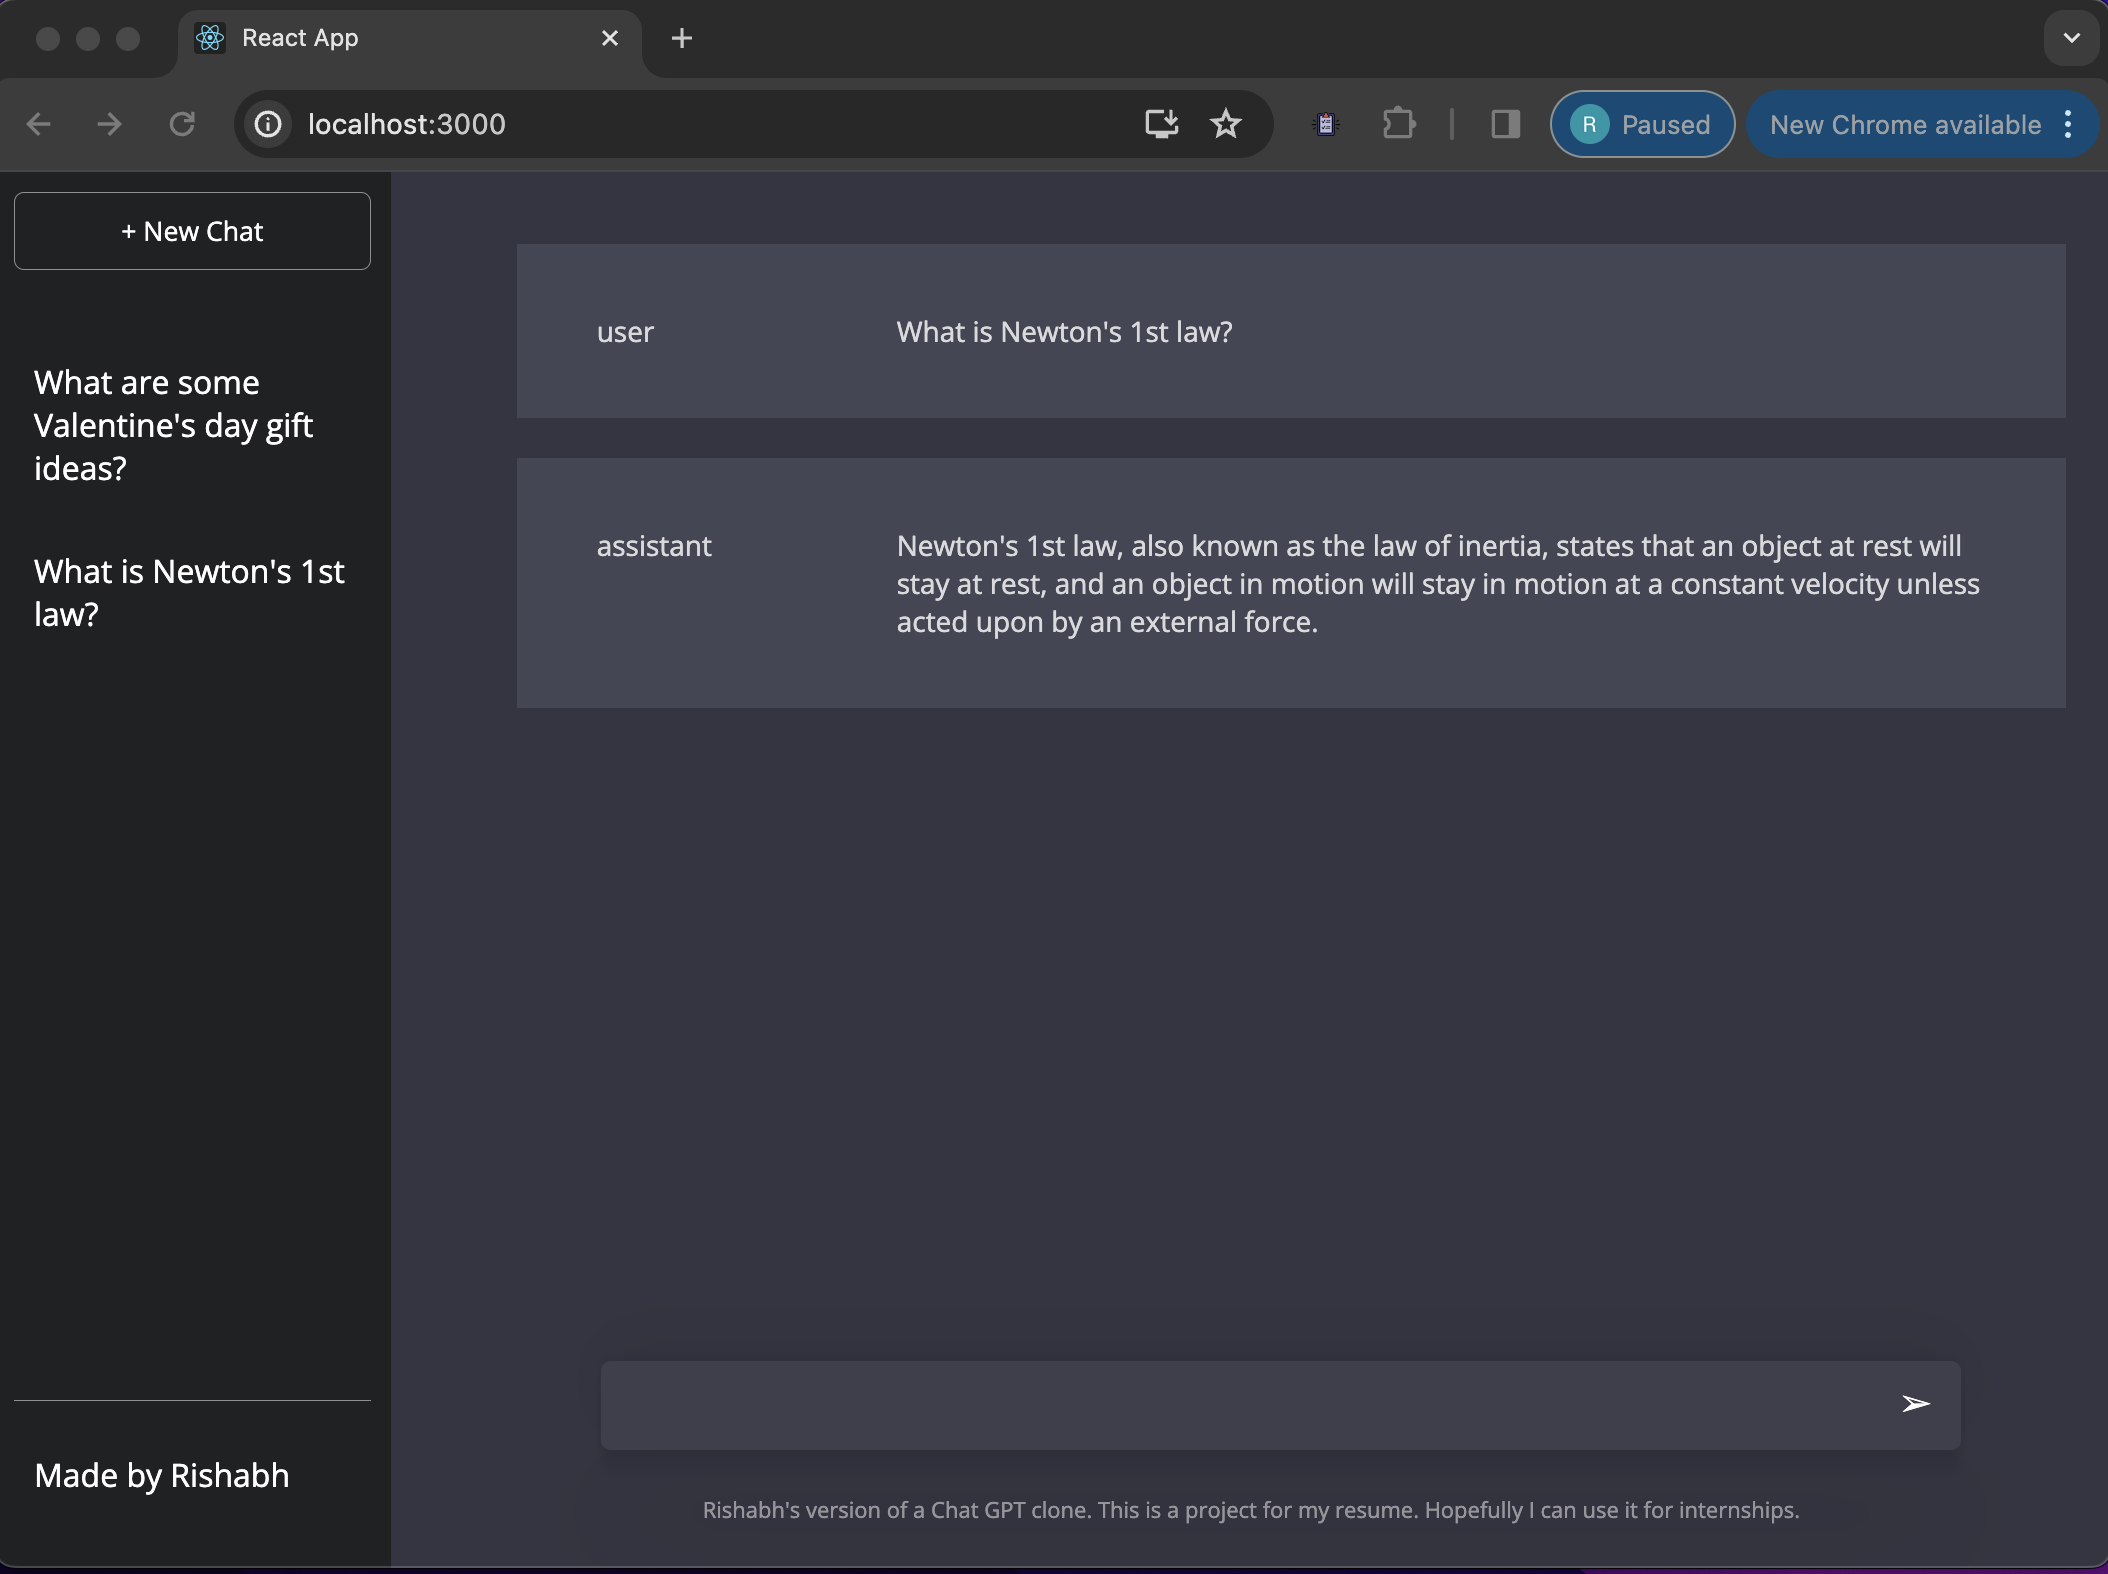 React App
localhost:3000
R Paused
New Chrome available
+ New Chat
What are some
Valentine's day gift
ideas?
What is Newton's 1st
law?
Made by Rishabh
user
What is Newton's 1st law?
assistant
Newton's 1st law, also known as the law of inertia, states that an object at rest will
stay at rest, and an object in motion will stay in motion at a constant velocity unless
acted upon by an external force.
Rishabh's version of a Chat GPT clone. This is a project for my resume. Hopefully I can use it for internships.